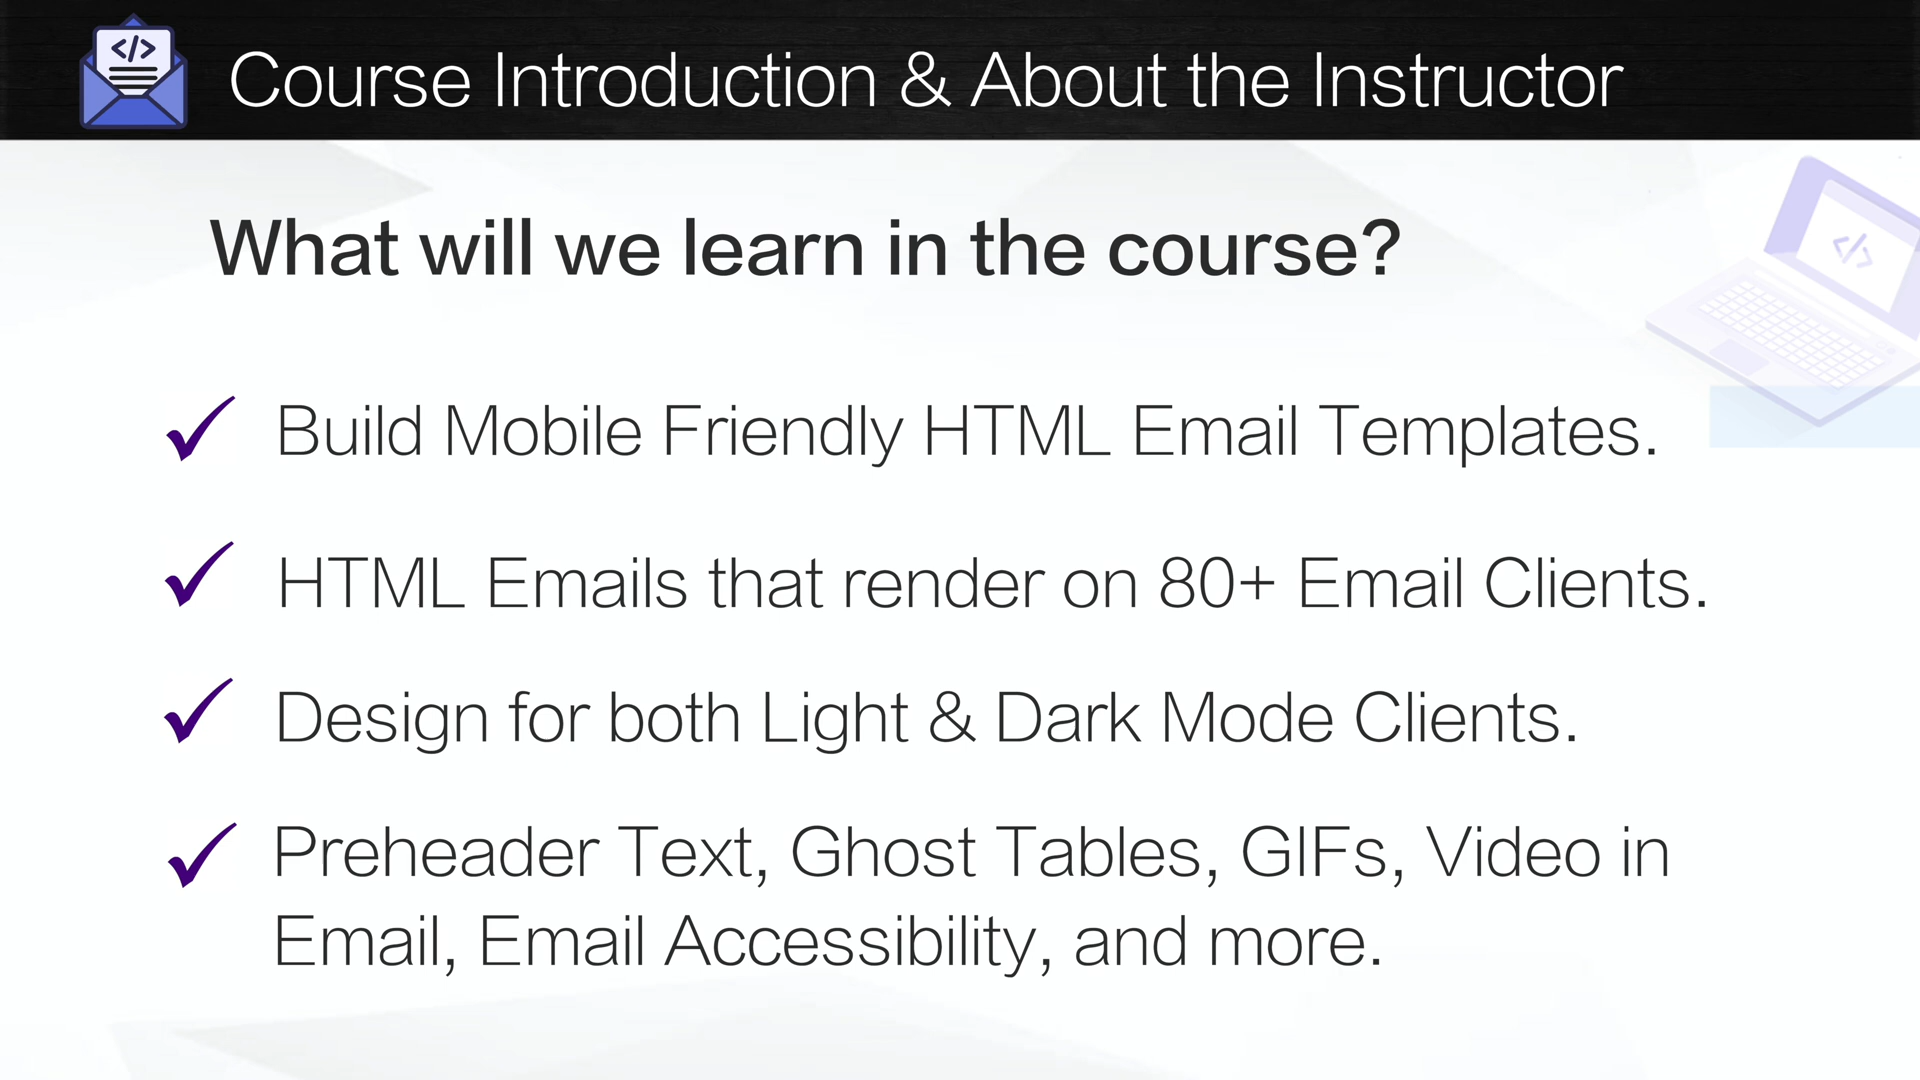 </>
Course Introduction & About the Instructor
What will we learn in the course?
</>
Build Mobile Friendly HTML Email Templates.
HTML Emails that render on 80+ Email Clients.
Design for both Light & Dark Mode Clients.
Preheader Text, Ghost Tables, GIFs, Video in
Email, Email Accessibility, and more.